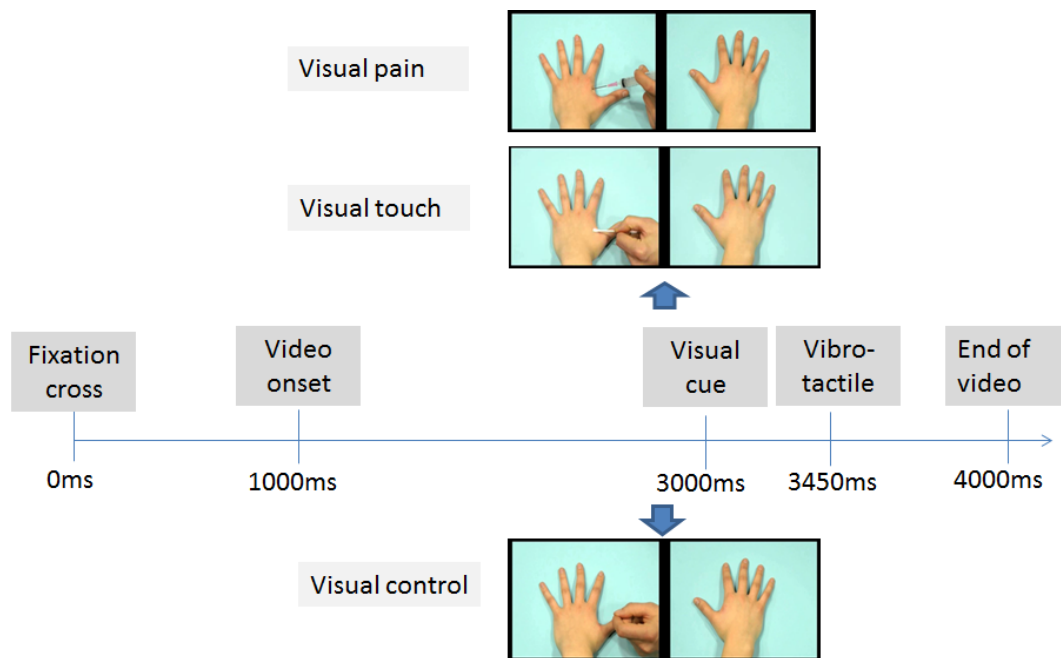 Visual pain
Visual touch
Fixation
cross
Video
onset
Visual
cue
Vibro-
tactile
End of
video
0ms
1000ms
3000ms
3450ms
4000ms
Visual control